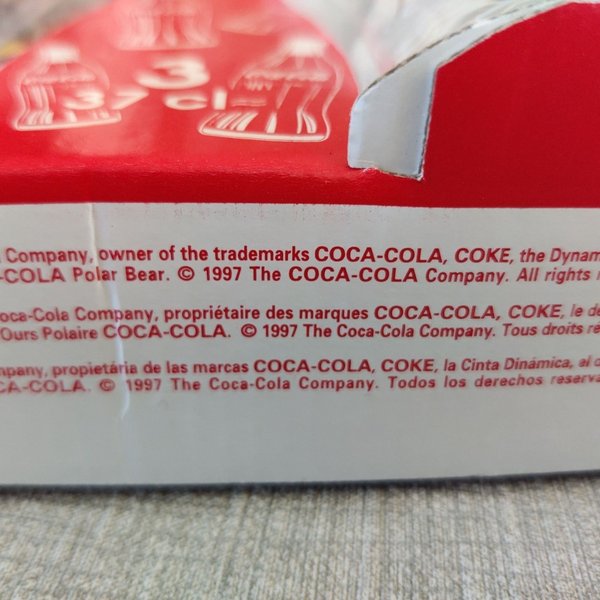 3
37 cl
Company, owner of the trademarks COCA-COLA, COKE, the Dynam
-COLA Polar Bear. © 1997 The COCA-COLA Company. All rights
oca-Cola Company, propriétaire des marques COCA-COLA, COKE, le de
Ours Polaire COCA-COLA. © 1997 The Coca-Cola Company. Tous droits ré
mpany, propietária de las marcas COCA-COLA, COKE, la Cinta Dinámica, al d
CA-COLA. © 1997 The Coca-Cola Company. Todos los derechos reserva